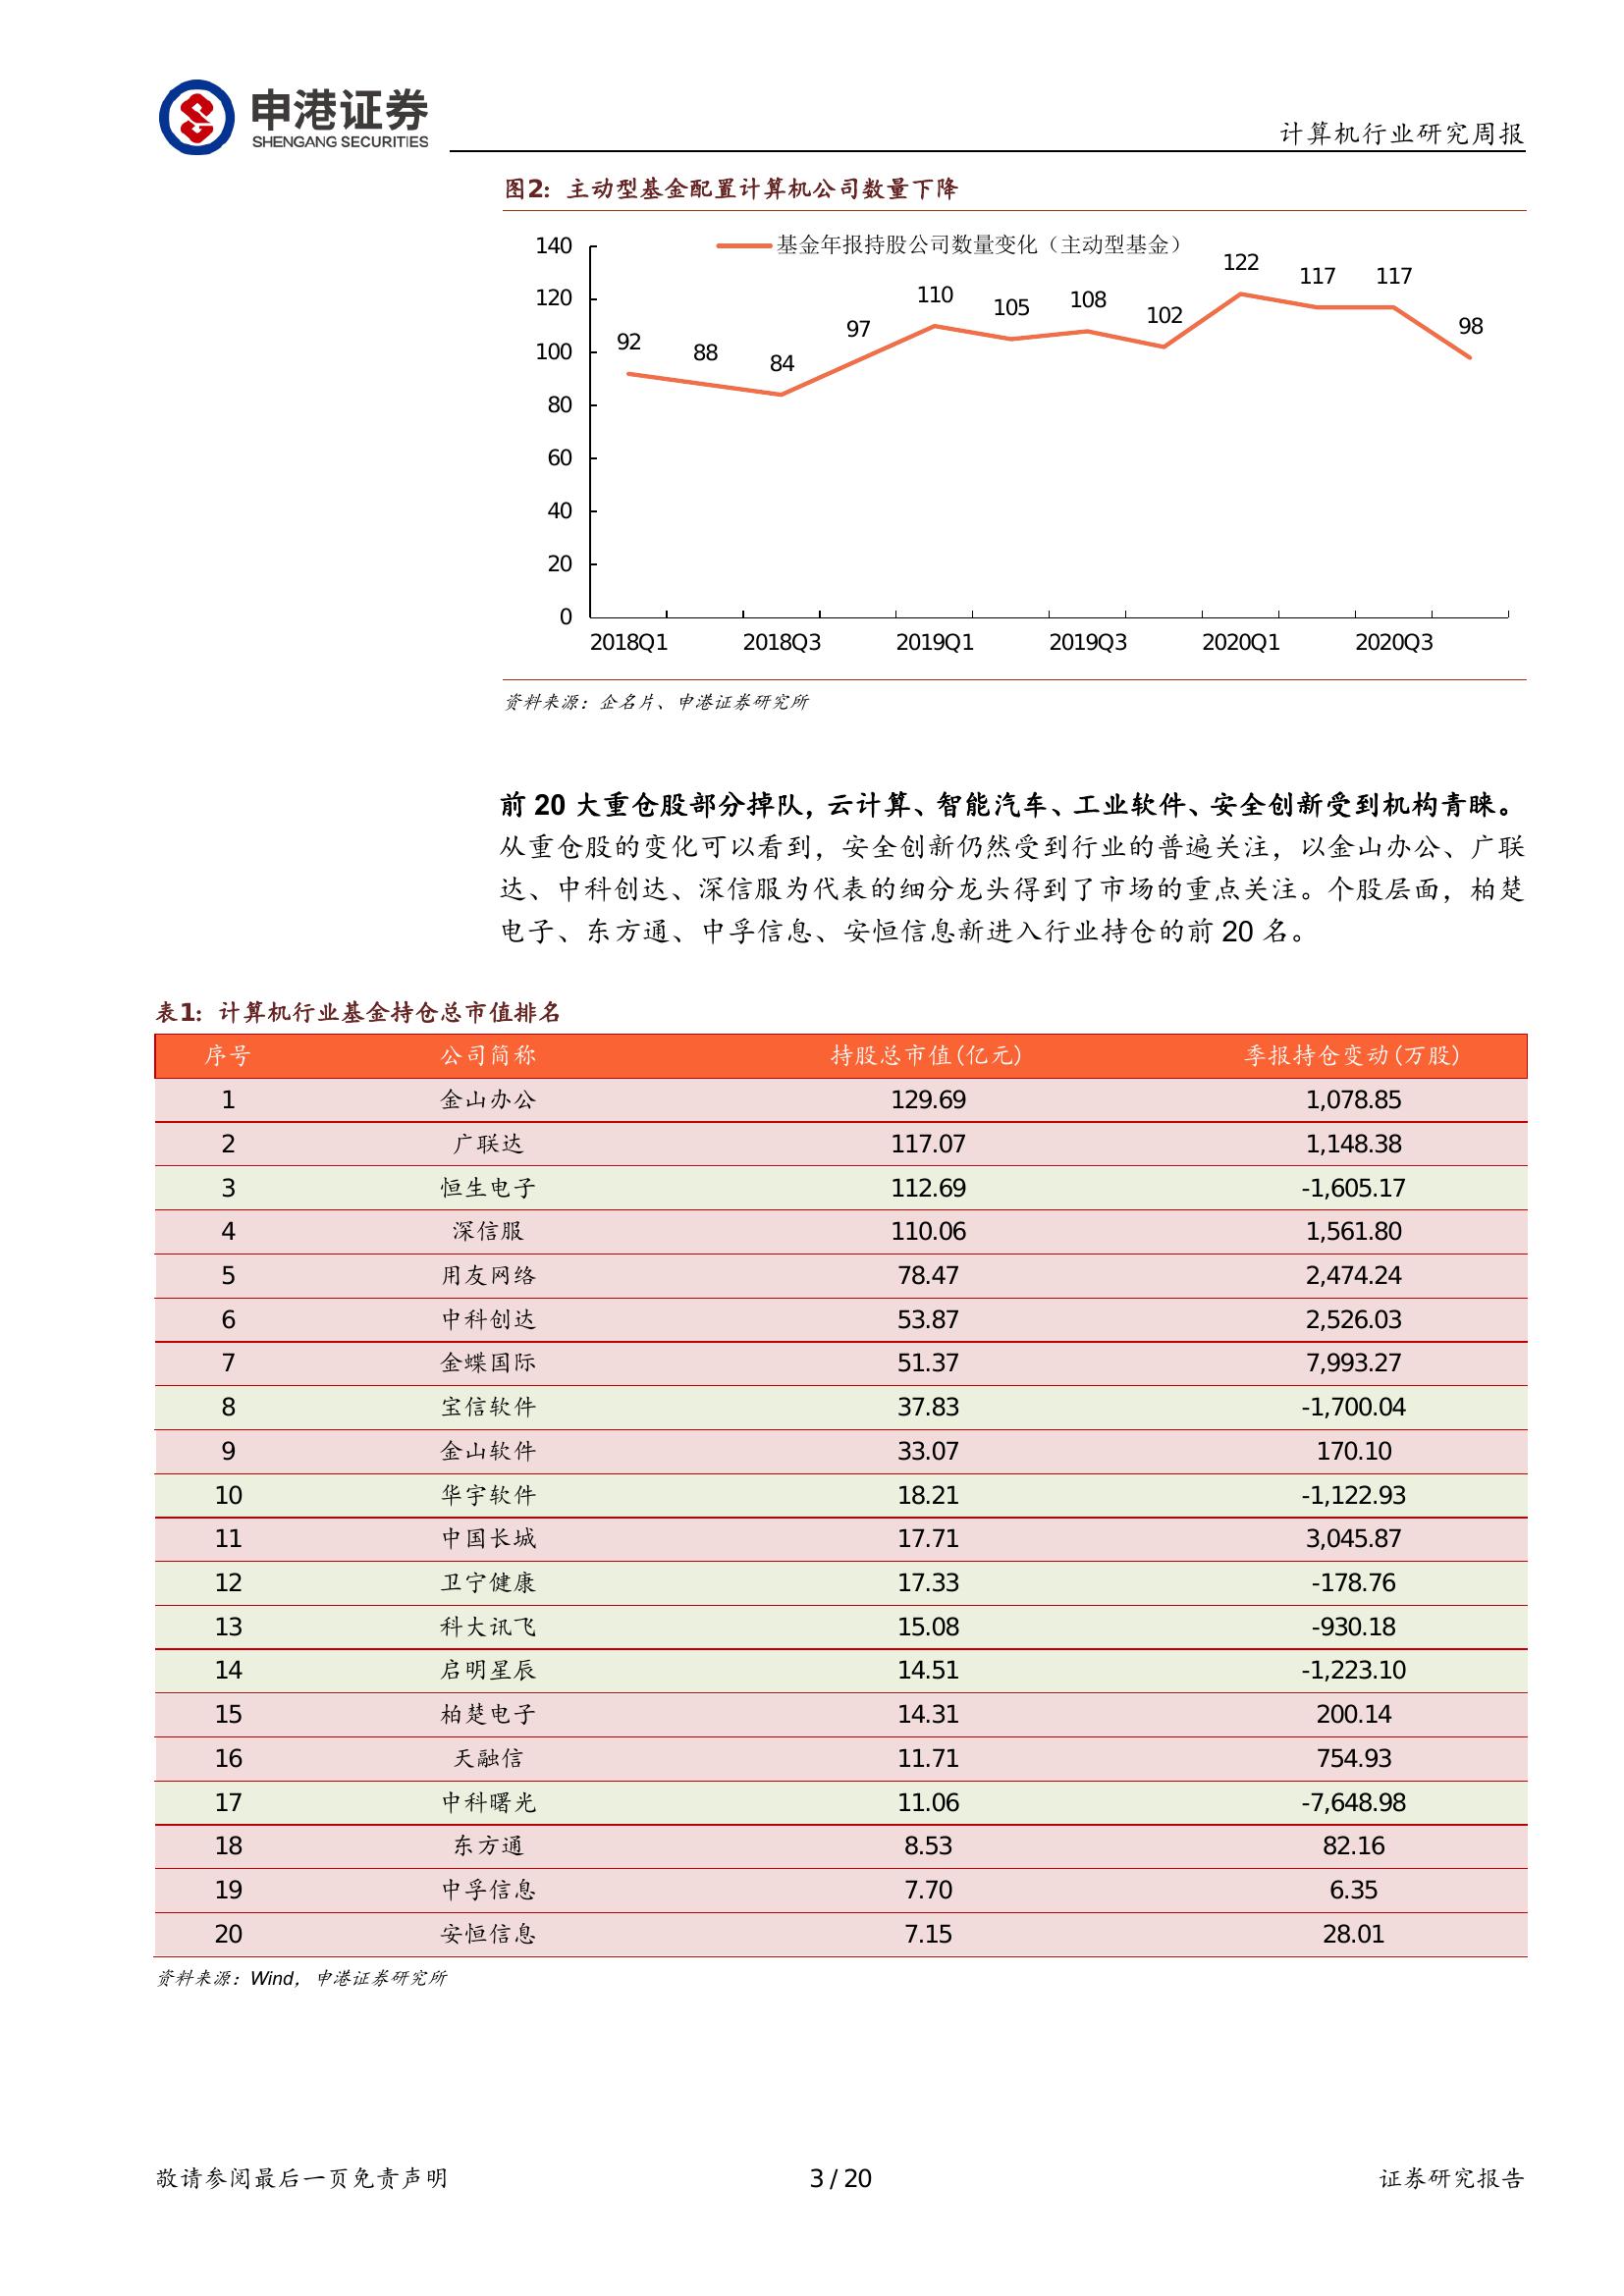 申港证券
SHENGANG SECURITIES
计算机行业研究周报
图2：主动型基金配置计算机公司数量下降
基金年报持股公司数量变化（主动型基金）
140
120
100
80
60
40
20
0
92
88
84
97
110
105
108
102
122
117
117
98
2018Q1
2018Q3
2019Q1
2019Q3
2020Q1
2020Q3
资料来源：企名片、申港证券研究所
前 20 大重仓股部分掉队，云计算、智能汽车、工业软件、安全创新受到机构青睐。
从重仓股的变化可以看到，安全创新仍然受到行业的普遍关注，以金山办公、广联
达、中科创达、深信服为代表的细分龙头得到了市场的重点关注。个股层面，柏楚
电子、东方通、中孚信息、安恒信息新进入行业持仓的前 20 名。
表1：计算机行业基金持仓总市值排名
序号 公司简称 持股总市值(亿元) 季报持仓变动(万股)
1 金山办公 129.69 1,078.85
2 广联达 117.07 1,148.38
3 恒生电子 112.69 -1,605.17
4 深信服 110.06 1,561.80
5 用友网络 78.47 2,474.24
6 中科创达 53.87 2,526.03
7 金蝶国际 51.37 7,993.27
8 宝信软件 37.83 -1,700.04
9 金山软件 33.07 170.10
10 华宇软件 18.21 -1,122.93
11 中国长城 17.71 3,045.87
12 卫宁健康 17.33 -178.76
13 科大讯飞 15.08 -930.18
14 启明星辰 14.51 -1,223.10
15 柏楚电子 14.31 200.14
16 天融信 11.71 754.93
17 中科曙光 11.06 -7,648.98
18 东方通 8.53 82.16
19 中孚信息 7.70 6.35
20 安恒信息 7.15 28.01
资料来源：Wind，申港证券研究所
敬请参阅最后一页免责声明
3 / 20
证券研究报告